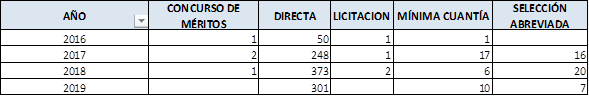 AÑO CONCURSO DE MÉRITOS DIRECTA LICITACION MÍNIMA CUANTÍA SELECCIÓN ABREVIADA
2016 1 50 1 1
2017 2 248 1 17 16
2018 1 373 2 6 20
2019 301 10 7